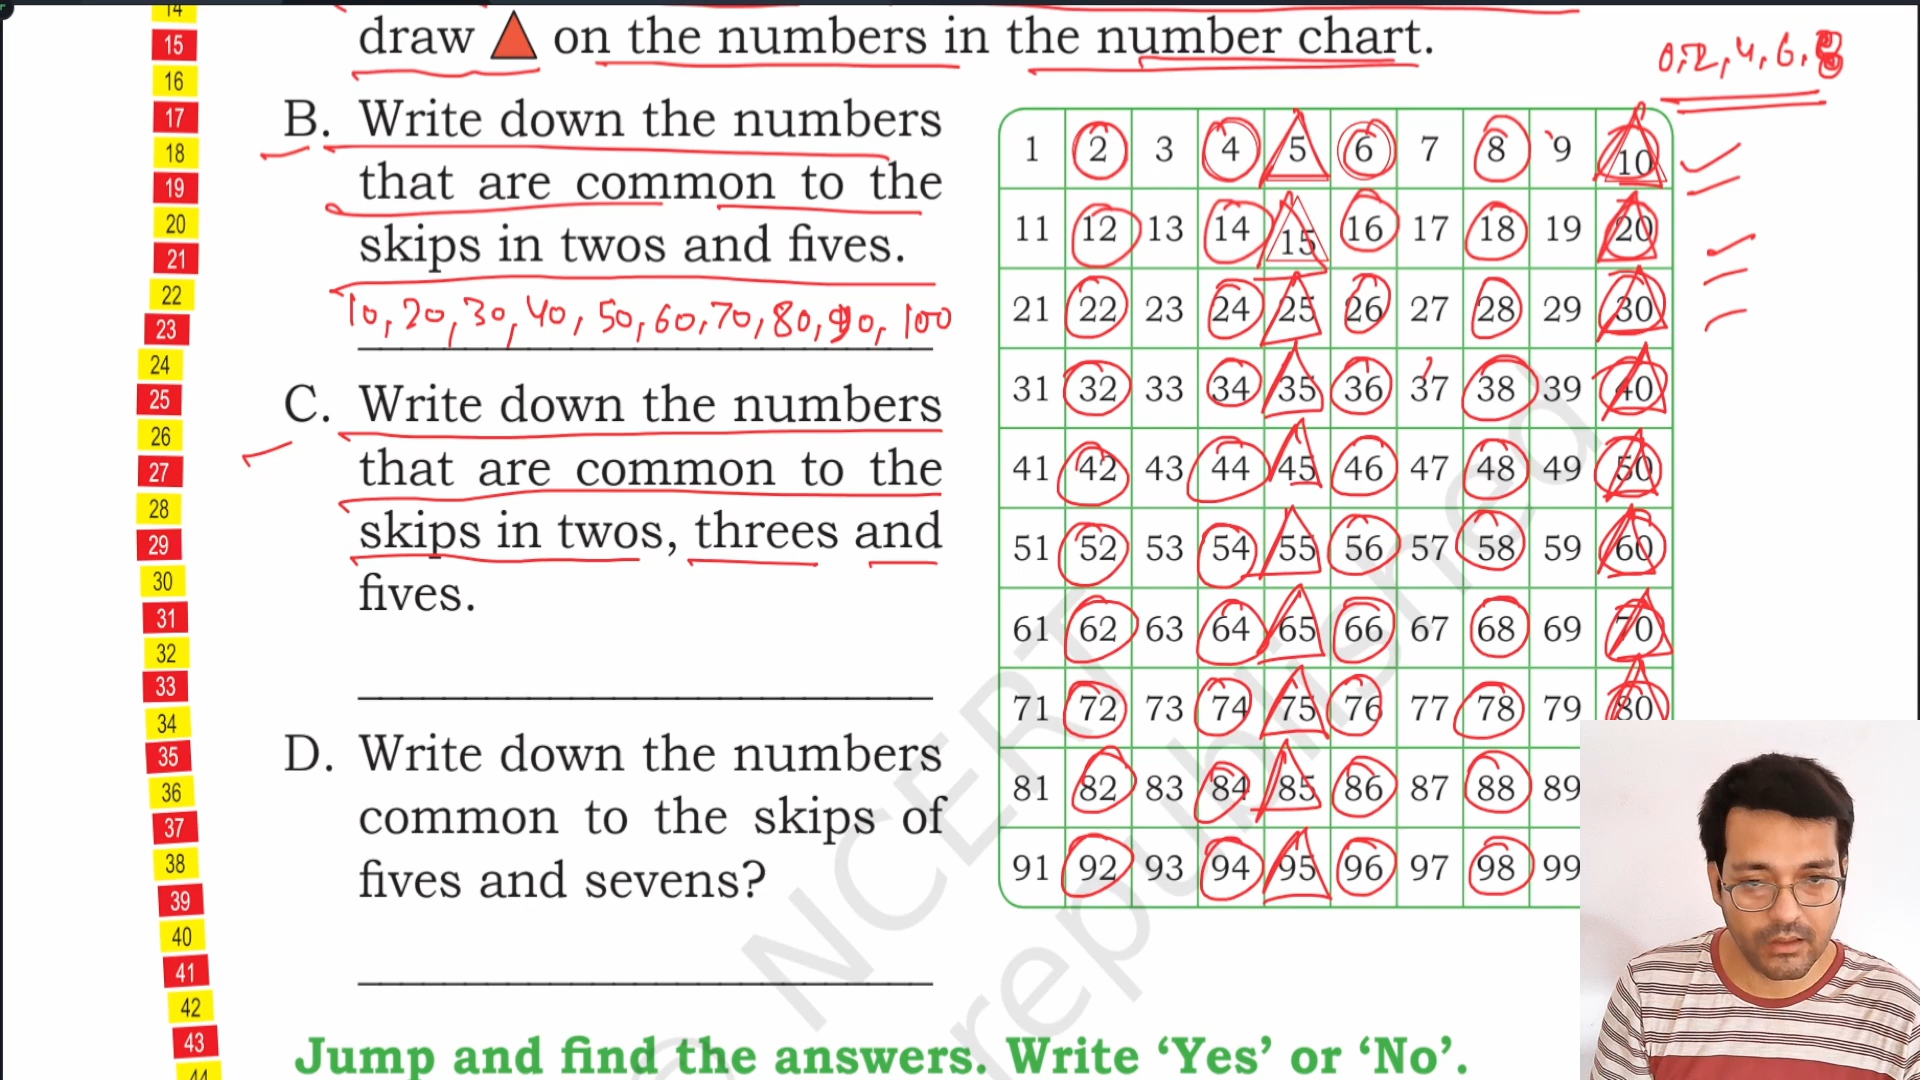 14
15
16
17
18
19
20
21
22
23
24
25
26
27
28
29
30
31
32
33
34
35
36
37
38
39
40
41
42
43
44
draw on the numbers in the number chart.
B. Write down the numbers
that are common to the
skips in twos and fives.
10, 20, 30, 40, 50, 60, 70, 80, 90, 100
C. Write down the numbers
that are common to the
skips in twos, threes and
fives.
D. Write down the numbers
common to the skips of
fives and sevens?
0, 2, 4, 6, 8
1 2 3 4 5 6 7 8 9 10
11 12 13 14 15 16 17 18 19 20
21 22 23 24 25 26 27 28 29 30
31 32 33 34 35 36 37 38 39 40
41 42 43 44 45 46 47 48 49 50
51 52 53 54 55 56 57 58 59 60
61 62 63 64 65 66 67 68 69 70
71 72 73 74 75 76 77 78 79 80
81 82 83 84 85 86 87 88 89
91 92 93 94 95 96 97 98 99
NCERT
republished
Jump and find the answers. Write ‘Yes’ or ‘No’.